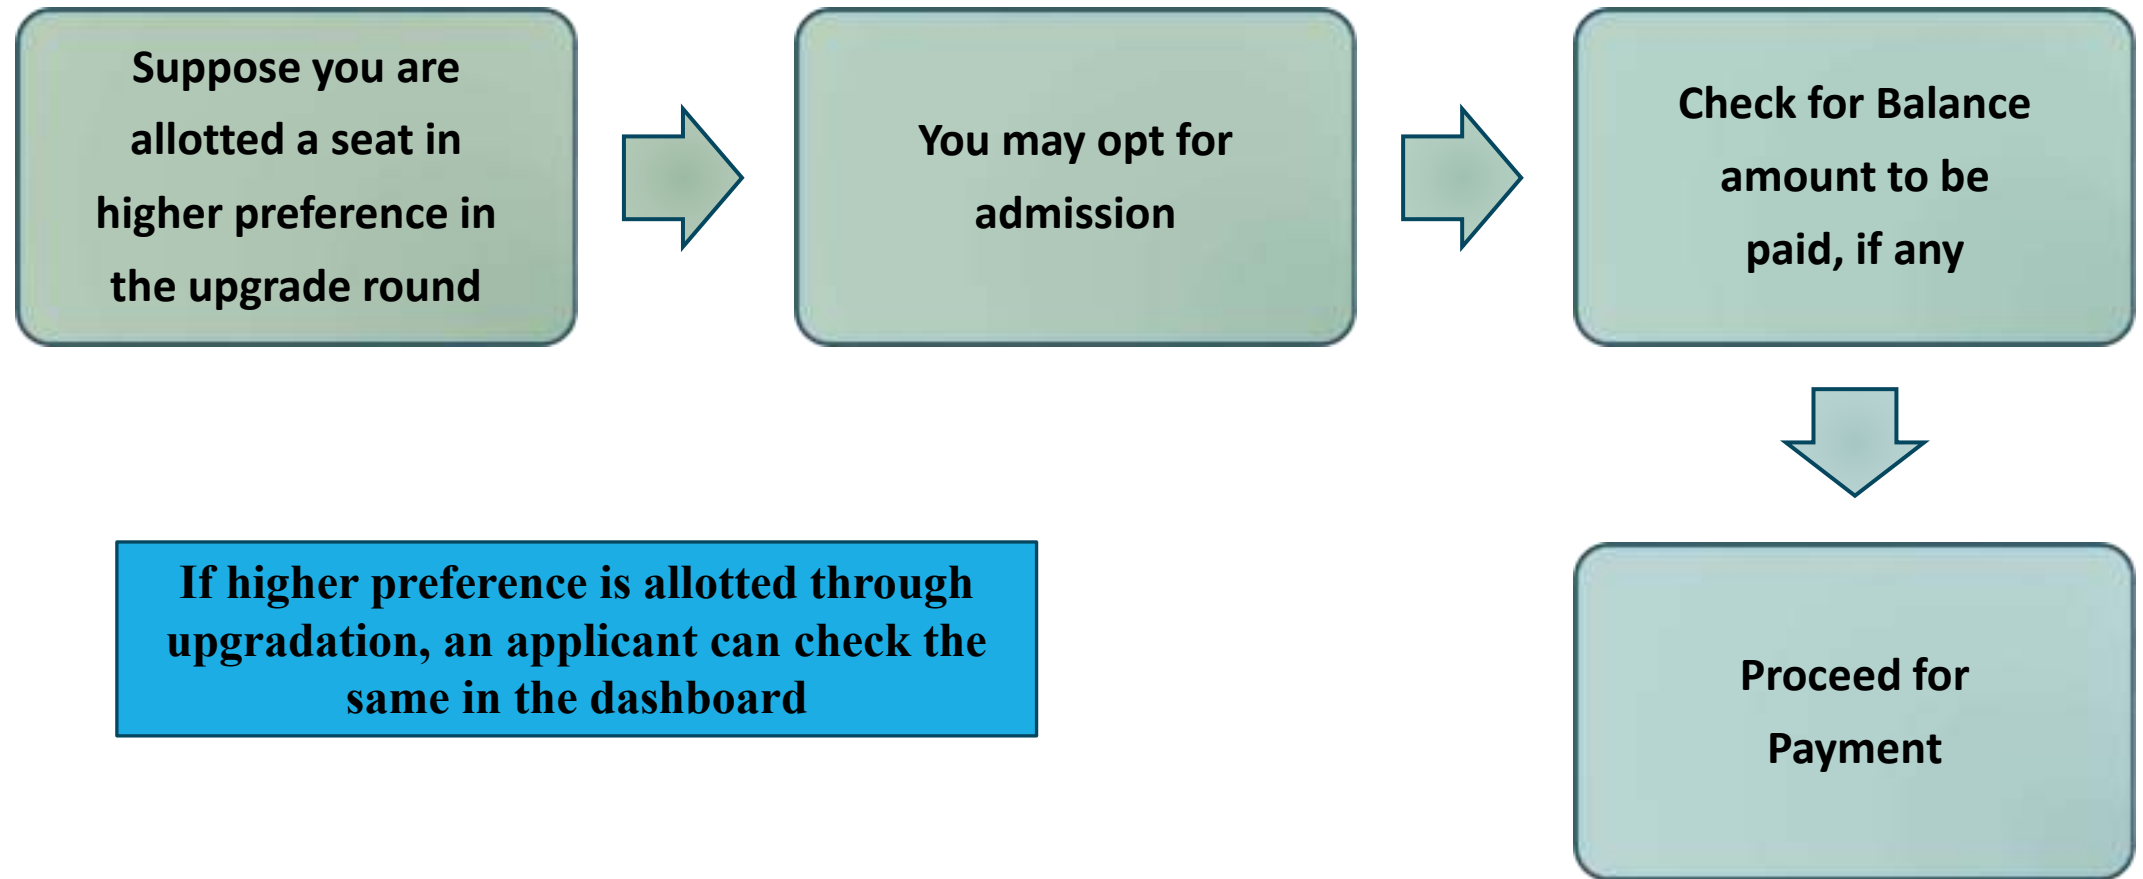 Suppose you are
allotted a seat in
higher preference in
the upgrade round
You may opt for
admission
Check for Balance
amount to be
paid, if any
If higher preference is allotted through
upgradation, an applicant can check the
same in the dashboard
Proceed for
Payment